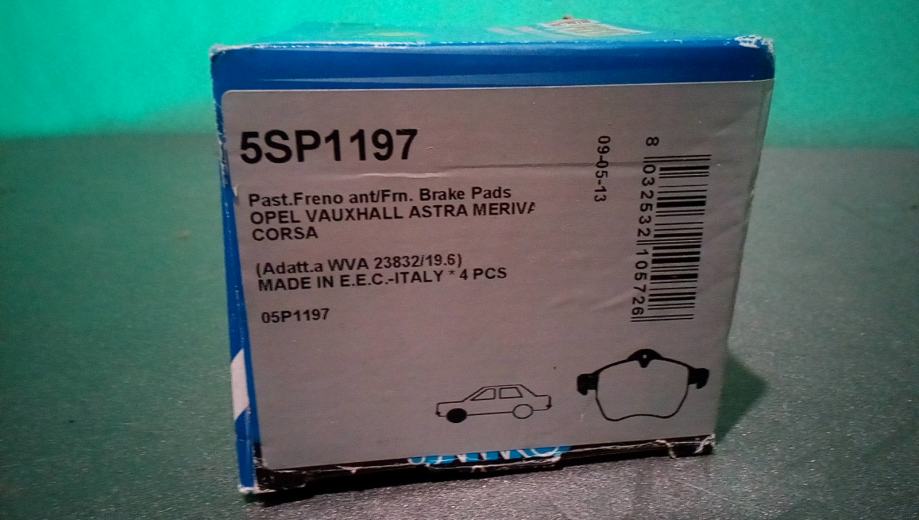 5SP1197
Past.Freno ant/Frn. Brake Pads
OPEL VAUXHALL ASTRA MERIVA
CORSA
(Adatt.a WVA 23832/19.6)
MADE IN E.E.C.-ITALY * 4 PCS
05P1197
09-05-13
8 032532 105726